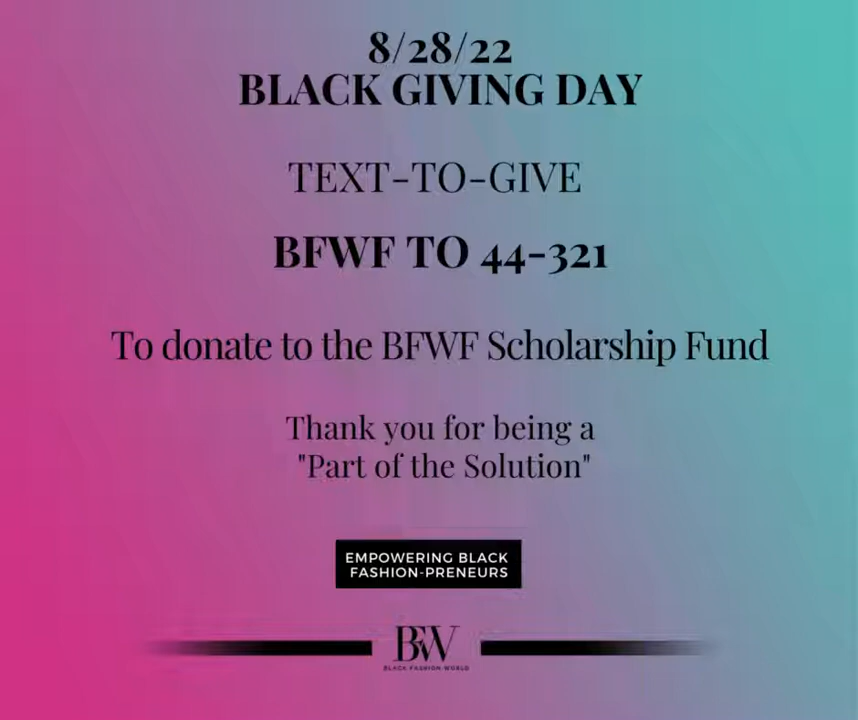 8/28/22
BLACK GIVING DAY
TEXT-TO-GIVE
BFWF TO 44-321
To donate to the BFWF Scholarship Fund
Thank you for being a
"Part of the Solution"
EMPOWERING BLACK
FASHION-PRENEURS
BFW
BLACK FASHION WORLD